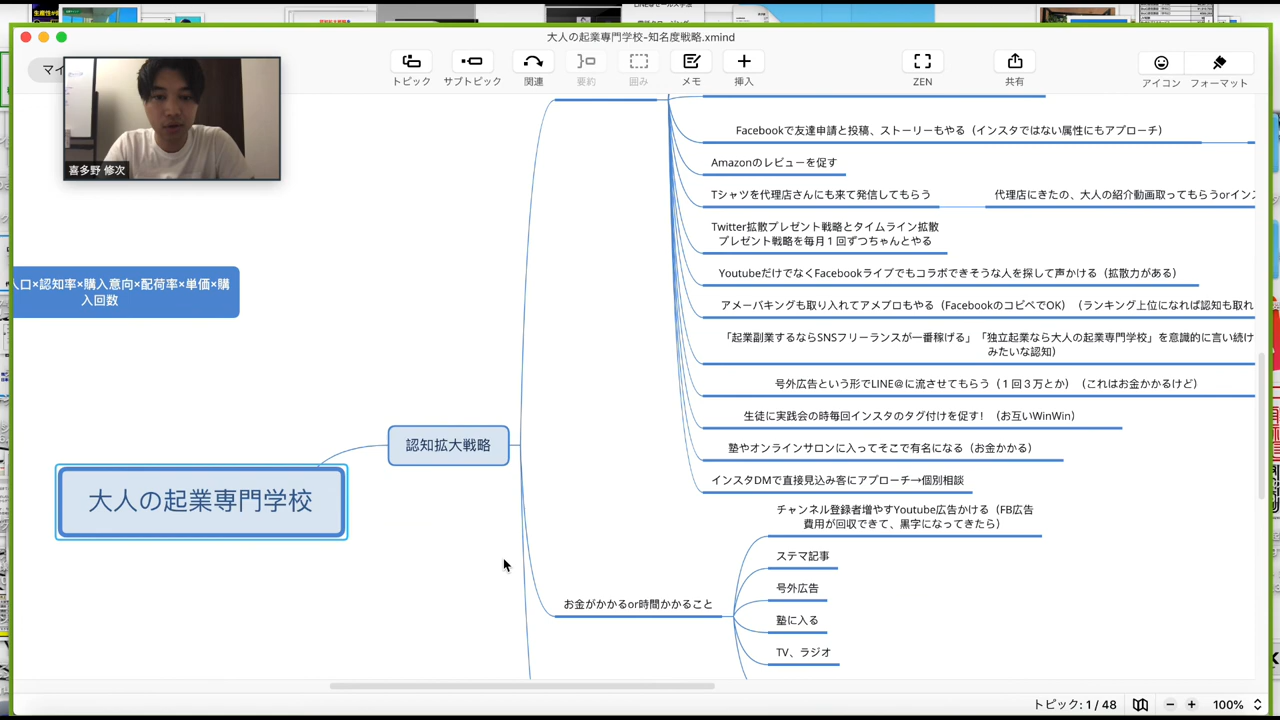 大人の起業専門学校-知名度戦略.xmind
マイ
トピック
サブトピック
関連
要約
囲み
メモ
挿入
ZEN
共有
アイコン
フォーマット
喜多野 修次
Facebookで友達申請と投稿、ストーリーもやる（インスタではない属性にもアプローチ）
Amazonのレビューを促す
Tシャツを代理店さんにも来て発信してもらう
代理店にきたの、大人の紹介動画取ってもらうorインス
Twitter拡散プレゼント戦略とタイムライン拡散
プレゼント戦略を毎月１回ずつちゃんとやる
YoutubeだけでなくFacebookライブでもコラボできそうな人を探して声かける（拡散力がある）
人口×認知率×購入意向×配荷率×単価×購
入回数
アメーバキングも取り入れてアメブロもやる（FacebookのコピペでOK）（ランキング上位になれば認知も取れ
「起業副業するならSNSフリーランスが一番稼げる」「独立起業なら大人の起業専門学校」を意識的に言い続け
みたいな認知）
号外広告という形でLINE@に流させてもらう（１回３万とか）（これはお金かかるけど）
生徒に実践会の時毎回インスタのタグ付けを促す！（お互いWinWin）
認知拡大戦略
塾やオンラインサロンに入ってそこで有名になる（お金かかる）
インスタDMで直接見込み客にアプローチ→個別相談
大人の起業専門学校
チャンネル登録者増やすYoutube広告かける（FB広告
費用が回収できて、黒字になってきたら）
ステマ記事
号外広告
お金がかかるor時間かかること
塾に入る
TV、ラジオ
トピック: 1 / 48
100%